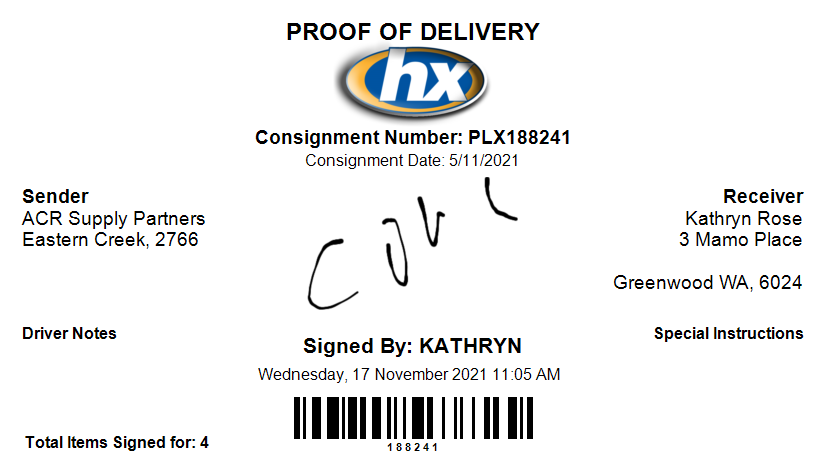 PROOF OF DELIVERY
hx
Consignment Number: PLX188241
Consignment Date: 5/11/2021
Sender
ACR Supply Partners
Eastern Creek, 2766
Receiver
Kathryn Rose
3 Mamo Place
Greenwood WA, 6024
Driver Notes
Special Instructions
Signed By: KATHRYN
Wednesday, 17 November 2021 11:05 AM
188241
Total Items Signed for: 4